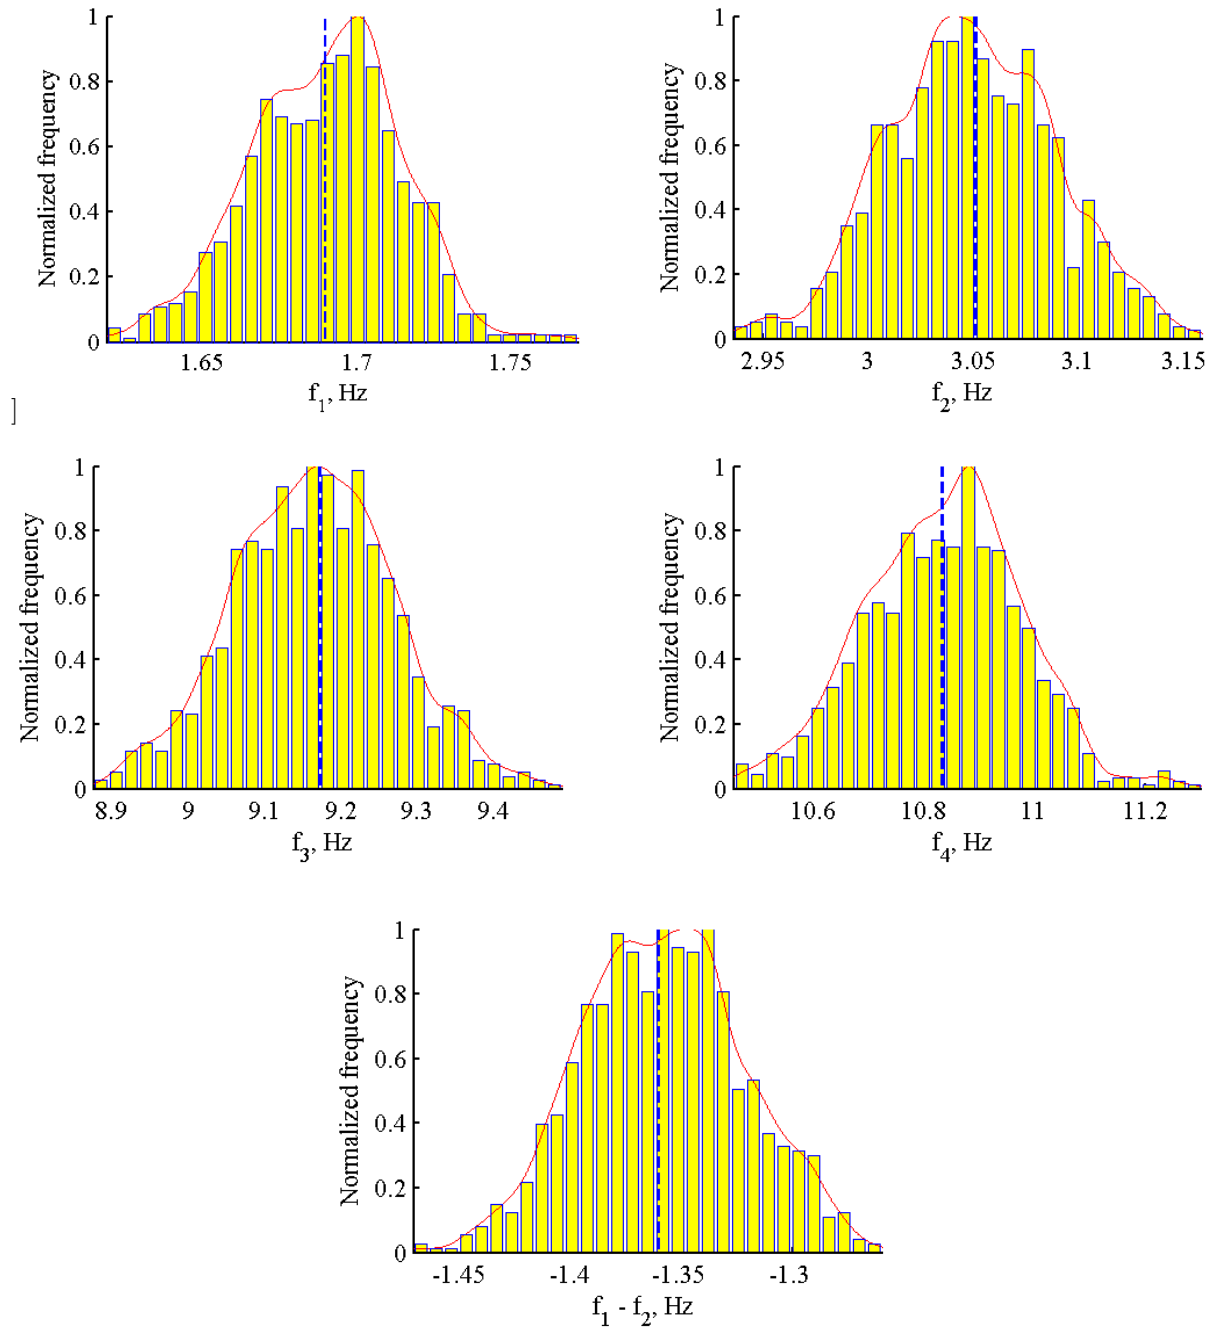 Normalized frequency
1
0.8
0.6
0.4
0.2
0
1.65 1.7 1.75
f1, Hz
Normalized frequency
1
0.8
0.6
0.4
0.2
0
2.95 3 3.05 3.1 3.15
f2, Hz
]
Normalized frequency
1
0.8
0.6
0.4
0.2
0
8.9 9 9.1 9.2 9.3 9.4
f3, Hz
Normalized frequency
1
0.8
0.6
0.4
0.2
0
10.6 10.8 11 11.2
f4, Hz
Normalized frequency
1
0.8
0.6
0.4
0.2
0
-1.45 -1.4 -1.35 -1.3
f1 - f2, Hz